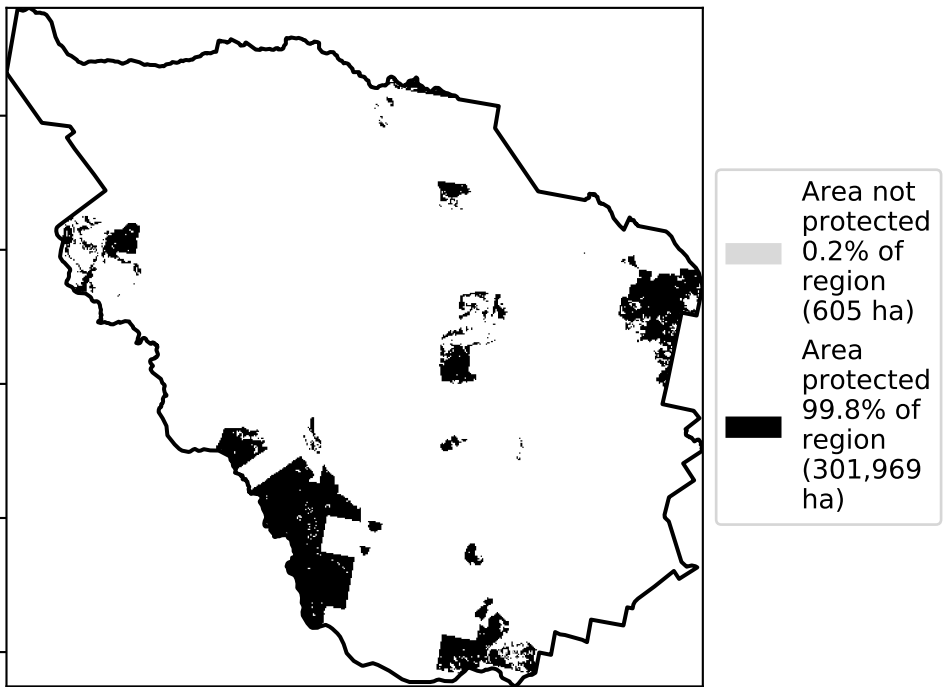 Area not
protected
0.2% of
region
(605 ha)
Area
protected
99.8% of
region
(301,969
ha)